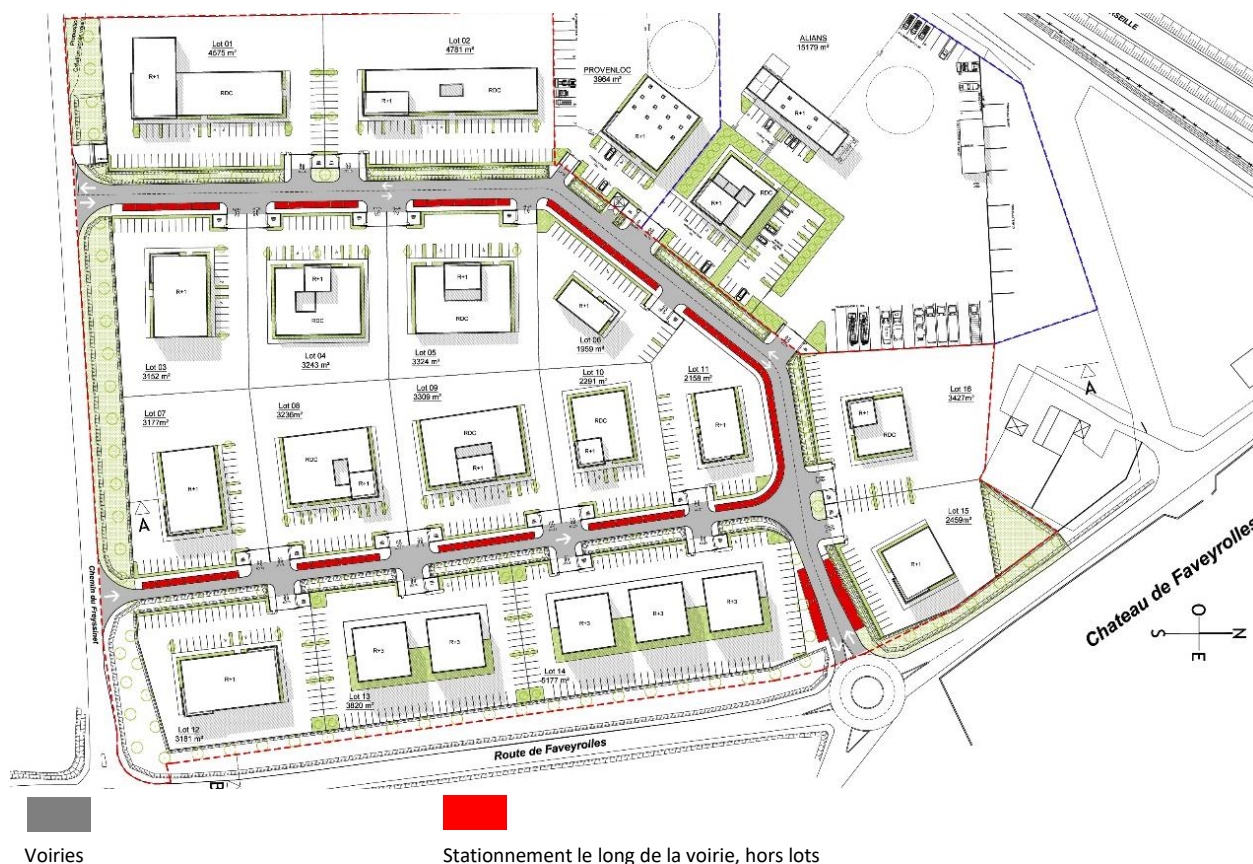 Lot 01
4675 m²
R+1
RDC
Lot 02
4781 m²
R+1
RDC
PROVENLOC
3964 m²
R+1
ALIANS
15179 m²
R+1
RDC
R+1
R+1
Lot 03
3152 m²
R+1
RDC
Lot 04
3243 m²
R+1
RDC
Lot 05
3324 m²
R+1
Lot 06
1959 m²
Lot 07
3177m²
R+1
Lot 08
3236m²
RDC
R+1
Lot 09
3309 m²
RDC
R+1
Lot 10
2291 m²
RDC
R+1
Lot 11
2158 m²
R+1
Lot 16
3427m²
R+1
RDC
Lot 15
2459m²
R+1
A
A
Chemin du Freyssinet
Chateau de Faveyrolles
O
S
N
E
R+1
Lot 12
3181 m²
R+3
R+3
Lot 13
3820 m²
R+3
R+3
R+3
Lot 14
5177 m²
Route de Faveyrolles
Voiries
Stationnement le long de la voirie, hors lots